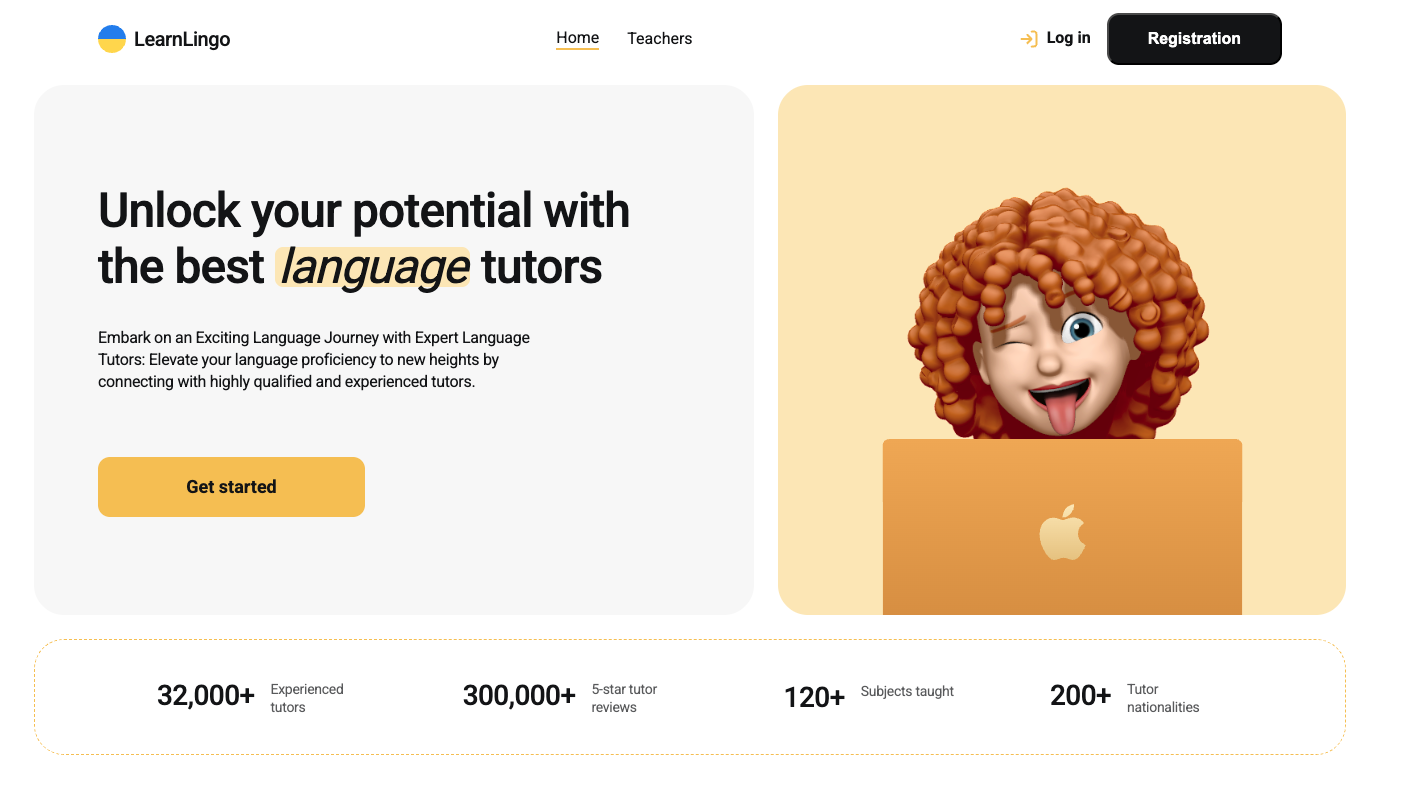 LearnLingo
Home
Teachers
Log in
Registration
Unlock your potential with
the best language tutors
Embark on an Exciting Language Journey with Expert Language
Tutors: Elevate your language proficiency to new heights by
connecting with highly qualified and experienced tutors.
Get started
32,000+
Experienced
tutors
300,000+
5-star tutor
reviews
120+
Subjects taught
200+
Tutor
nationalities